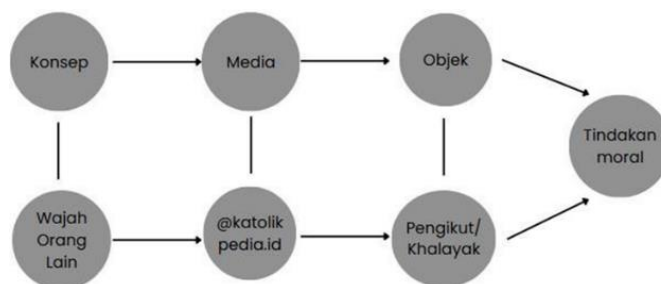 Konsep
Media
Objek
Tindakan
moral
Wajah
Orang
Lain
@katolik
pedia.id
Pengikut/
Khalayak